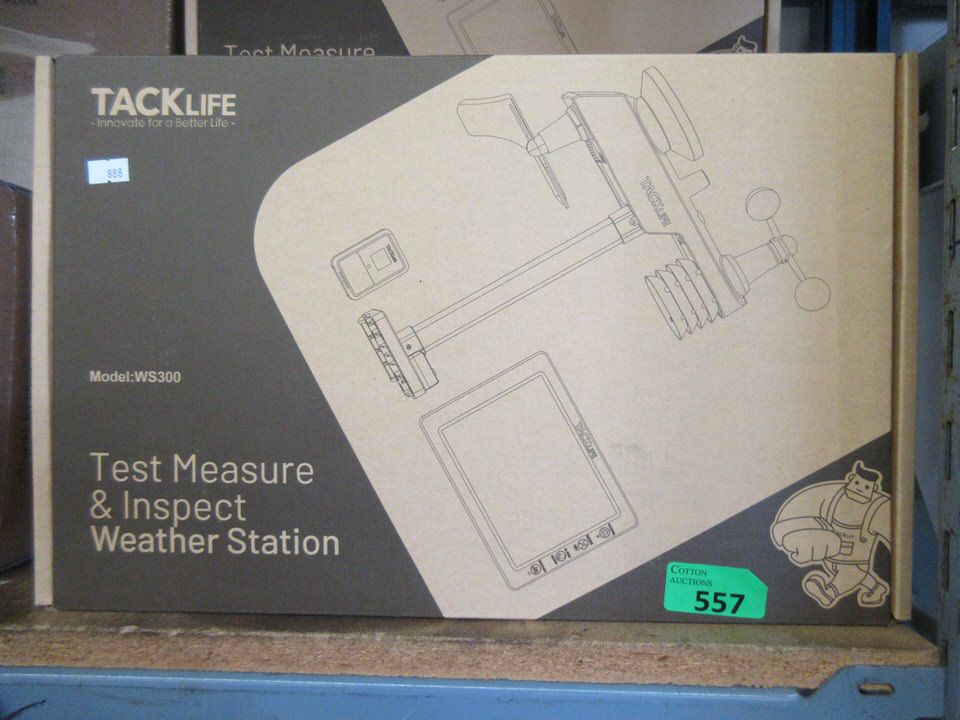 Test Measure
TACKLIFE
- Innovate for a Better Life -
888
TACKLIFE
Model:WS300
TACKLIFE
Test Measure
& Inspect
Weather Station
COTTON
AUCTIONS
557